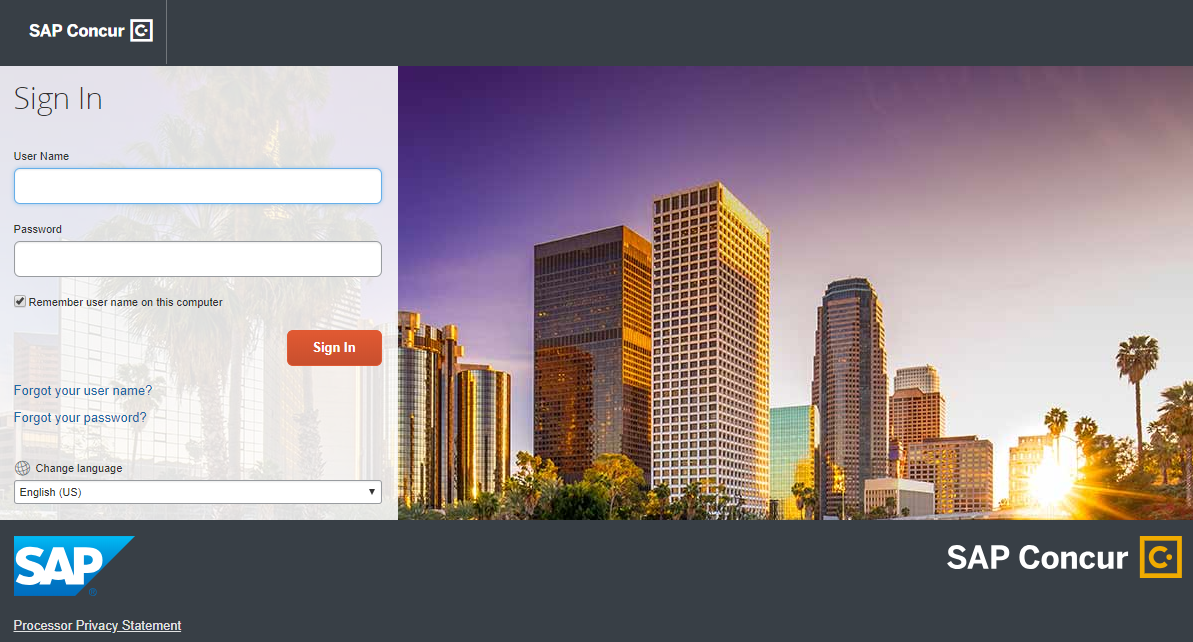 SAP Concur C
Sign In
User Name
Password
Remember user name on this computer
Sign In
Forgot your user name?
Forgot your password?
Change language
English (US)
SAP ®
SAP Concur C
Processor Privacy Statement